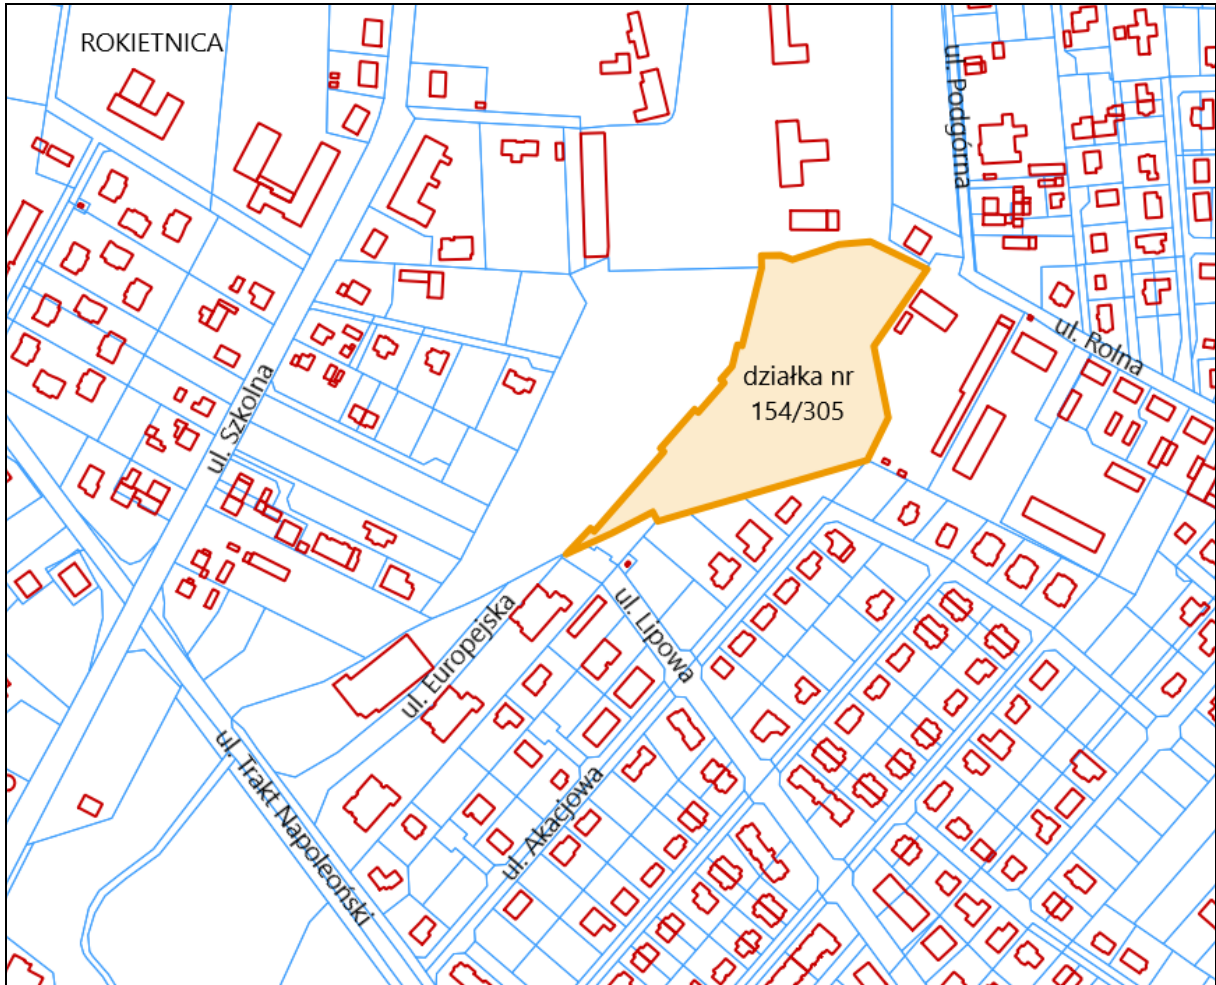 ROKIETNICA
ul. Podgórna
ul. Rolna
działka nr
154/305
ul. Szkolna
ul. Lipowa
ul. Europejska
ul. Trakt Napoleoński
ul. Akacjowa